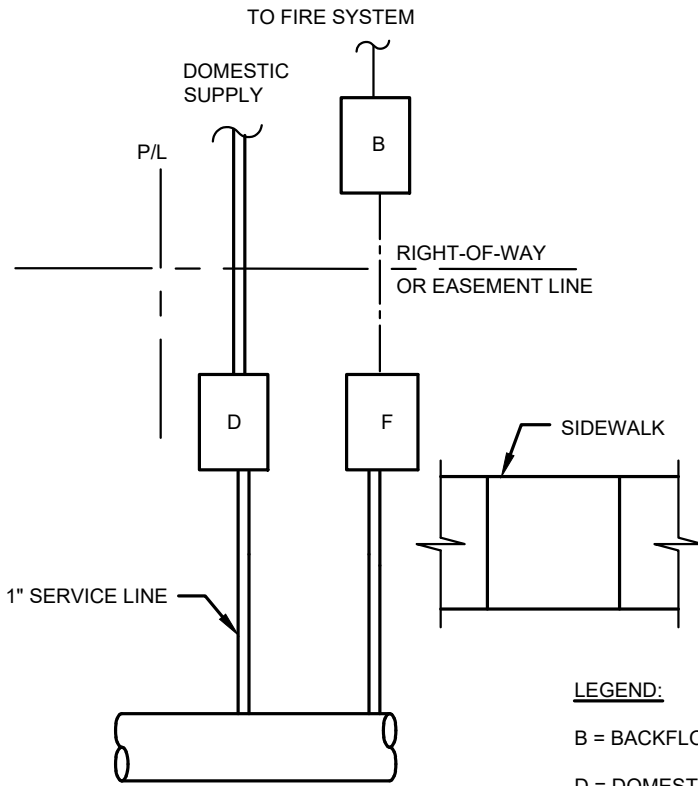 TO FIRE SYSTEM
DOMESTIC
SUPPLY
B
P/L
RIGHT-OF-WAY
OR EASEMENT LINE
D
F
SIDEWALK
1" SERVICE LINE
LEGEND:
B =
D =